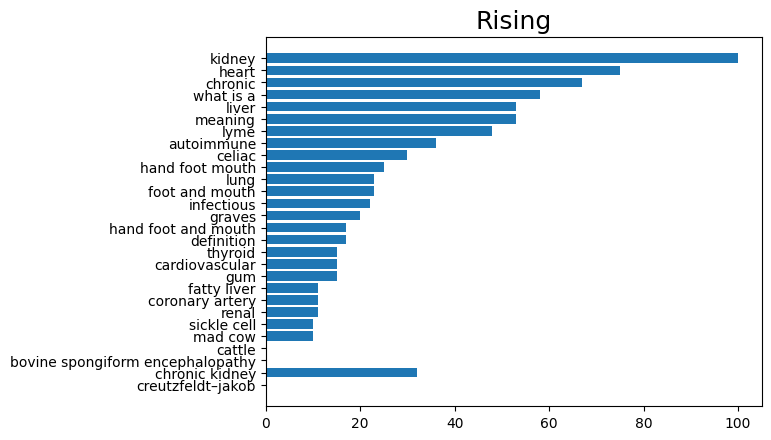 Rising
kidney
heart
chronic
what is a
liver
meaning
lyme
autoimmune
celiac
hand foot mouth
lung
foot and mouth
infectious
graves
hand foot and mouth
definition
thyroid
cardiovascular
gum
fatty liver
coronary artery
renal
sickle cell
mad cow
cattle
bovine spongiform encephalopathy
chronic kidney
creutzfeldt–jakob
0 20 40 60 80 100